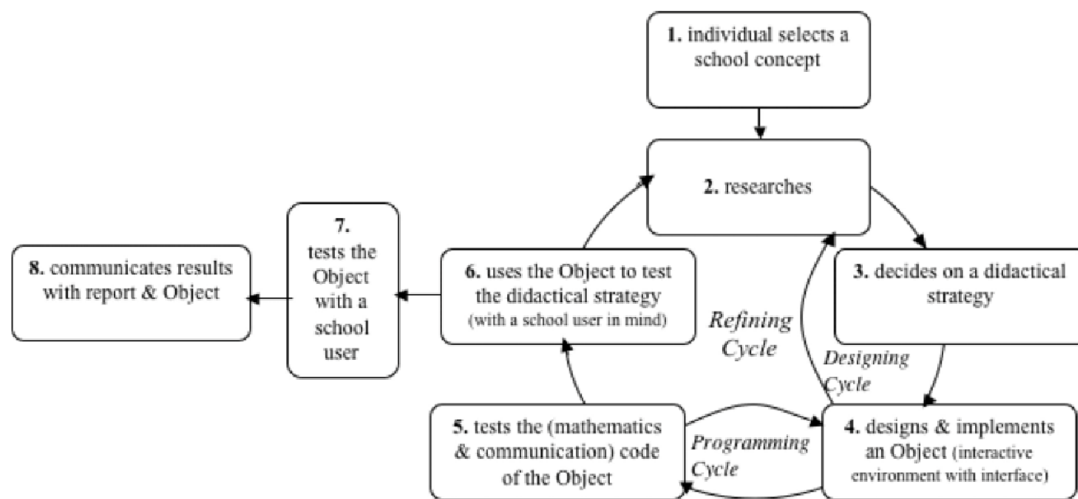 1. individual selects a
school concept
2. researches
3. decides on a didactical
strategy
4. designs & implements
an Object (interactive
environment with interface)
5. tests the (mathematics
& communication) code
of the Object
6. uses the Object to test
the didactical strategy
(with a school user in mind)
7.
tests the
Object
with a
school
user
8. communicates results
with report & Object
Refining
Cycle
Designing
Cycle
Programming
Cycle